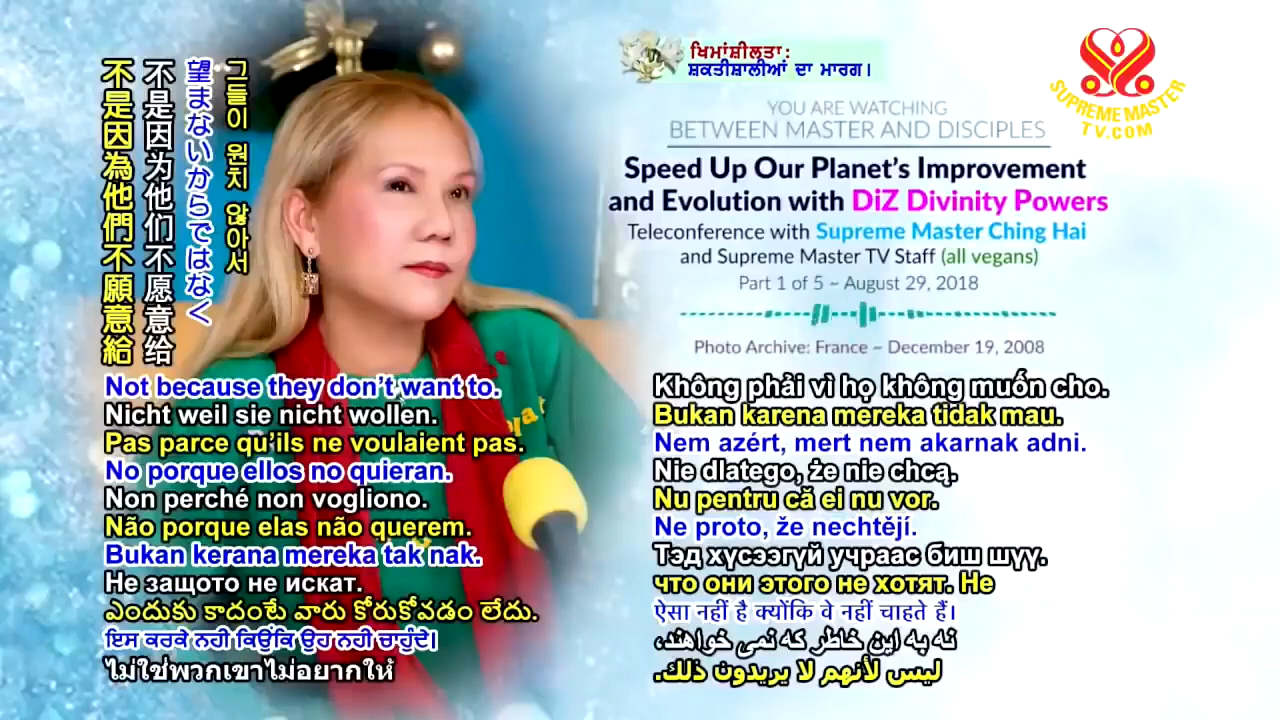 그들이 원치 않아서
望まないからではなく
不是因为他们不愿意给
不是因為他們不願意給
ਖਿਮਾਂਸ਼ੀਲਤਾ:
ਸ਼ਕਤੀਸ਼ਾਲੀਆਂ ਦਾ ਮਾਰਗ।
SUPREME MASTER
TV.COM
YOU ARE WATCHING
BETWEEN MASTER AND DISCIPLES
Speed Up Our Planet’s Improvement
and Evolution with DiZ Divinity Powers
Teleconference with Supreme Master Ching Hai
and Supreme Master TV Staff (all vegans)
Part 1 of 5 ~ August 29, 2018
Photo Archive: France ~ December 19, 2008
Not because they don’t want to.
Nicht weil sie nicht wollen.
Pas parce qu’ils ne voulaient pas.
No porque ellos no quieran.
Non perché non vogliono.
Não porque elas não querem.
Bukan kerana mereka tak nak.
Не защото не искат.
ఎందుకు కాదంటే వారు కోరుకోవడం లేదు.
ਇਸ ਕਰਕੇ ਨਹੀ ਕਿਉਂਕਿ ਉਹ ਨਹੀ ਚਾਹੁੰਦੇ।
ไม่ใช่พวกเขาไม่อยากให้
Không phải vì họ không muốn cho.
Bukan karena mereka tidak mau.
Nem azért, mert nem akarnak adni.
Nie dlatego, że nie chcą.
Nu pentru că ei nu vor.
Ne proto, že nechtějí.
Тэд хүсээгүй учраас биш шүү.
что они этого не хотят. Не
ऐसा नहीं है क्योंकि वे नहीं चाहते हैं।
نه به این خاطر که نمی خواهند،
ليس لأنهم لا يريدون ذلك.